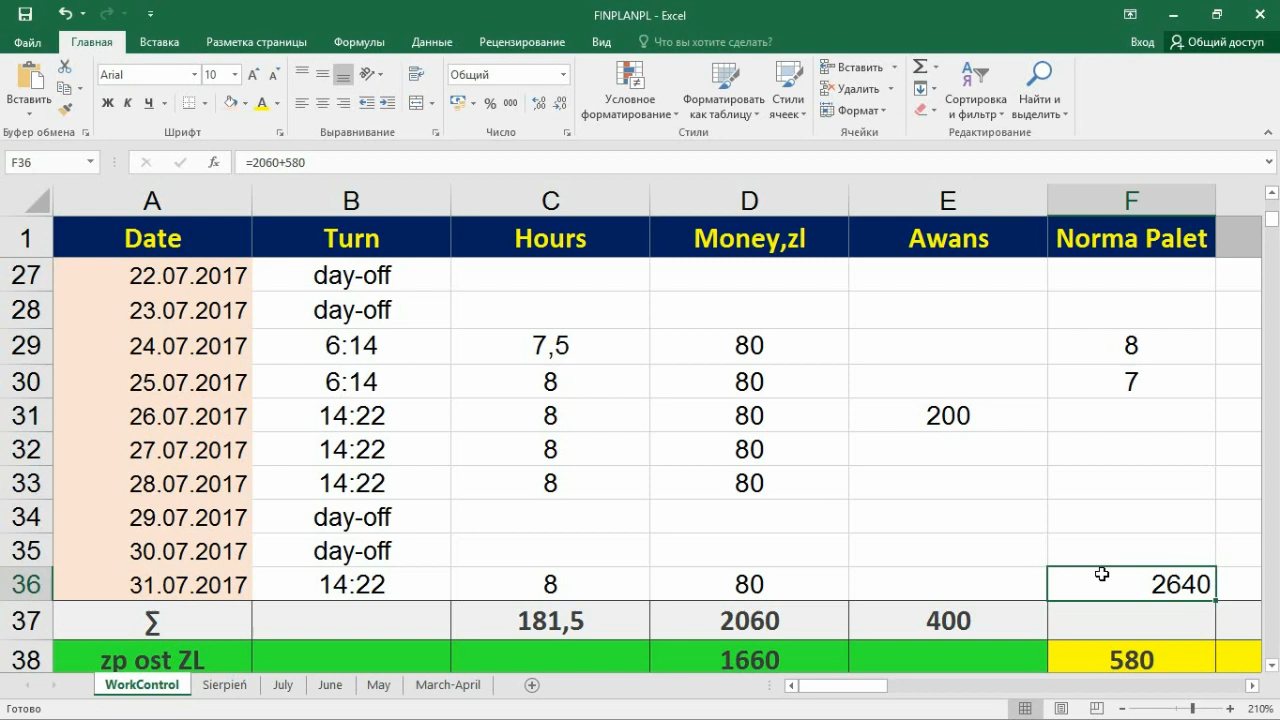 FINPLANPL - Excel
Файл Главная Вставка Разметка страницы Формулы Данные Рецензирование Вид Что вы хотите сделать? Вход Общий доступ
Вставить
Буфер обмена
Arial
Ж К Ч
Шрифт
Выравнивание
Общий
% 000
Число
Условное форматирование
Форматировать как таблицу
Стили ячеек
Стили
Вставить
Удалить
Формат
Ячейки
Сортировка и фильтр
Найти и выделить
Редактирование
F36 fx =2060+580
A B C D E F
1 Date Turn Hours Money,zl Awans Norma Palet
27 22.07.2017 day-off
28 23.07.2017 day-off
29 24.07.2017 6:14 7,5 80 8
30 25.07.2017 6:14 8 80 7
31 26.07.2017 14:22 8 80 200
32 27.07.2017 14:22 8 80
33 28.07.2017 14:22 8 80
34 29.07.2017 day-off
35 30.07.2017 day-off
36 31.07.2017 14:22 8 80 2640
37 ∑ 181,5 2060 400
38 zp ost ZL 1660 580
WorkControl Sierpień July June May March-April
Готово 210%